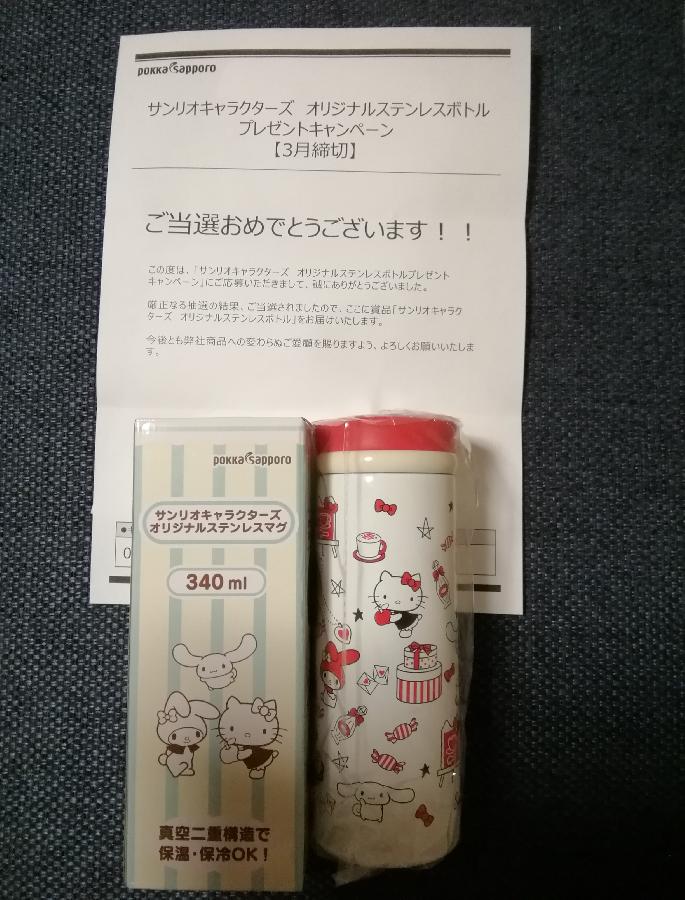 pokka sapporo
サンリオキャラクターズ オリジナルステンレスボトル
プレゼントキャンペーン
【3月締切】
ご当選おめでとうございます！！
この度は、「サンリオキャラクターズ オリジナルステンレスボトルプレゼント
キャンペーン」にご応募いただきまして、誠にありがとうございました。
厳正なる抽選の結果、ご当選されましたので、ここに賞品「サンリオキャラク
ターズ オリジナルステンレスボトル」をお届けいたします。
今後とも弊社商品への変わらぬご愛顧を賜りますよう、よろしくお願いいたしま
す。
pokka sapporo
サンリオキャラクターズ
オリジナルステンレスマグ
340 ml
真空二重構造で
保温・保冷OK！